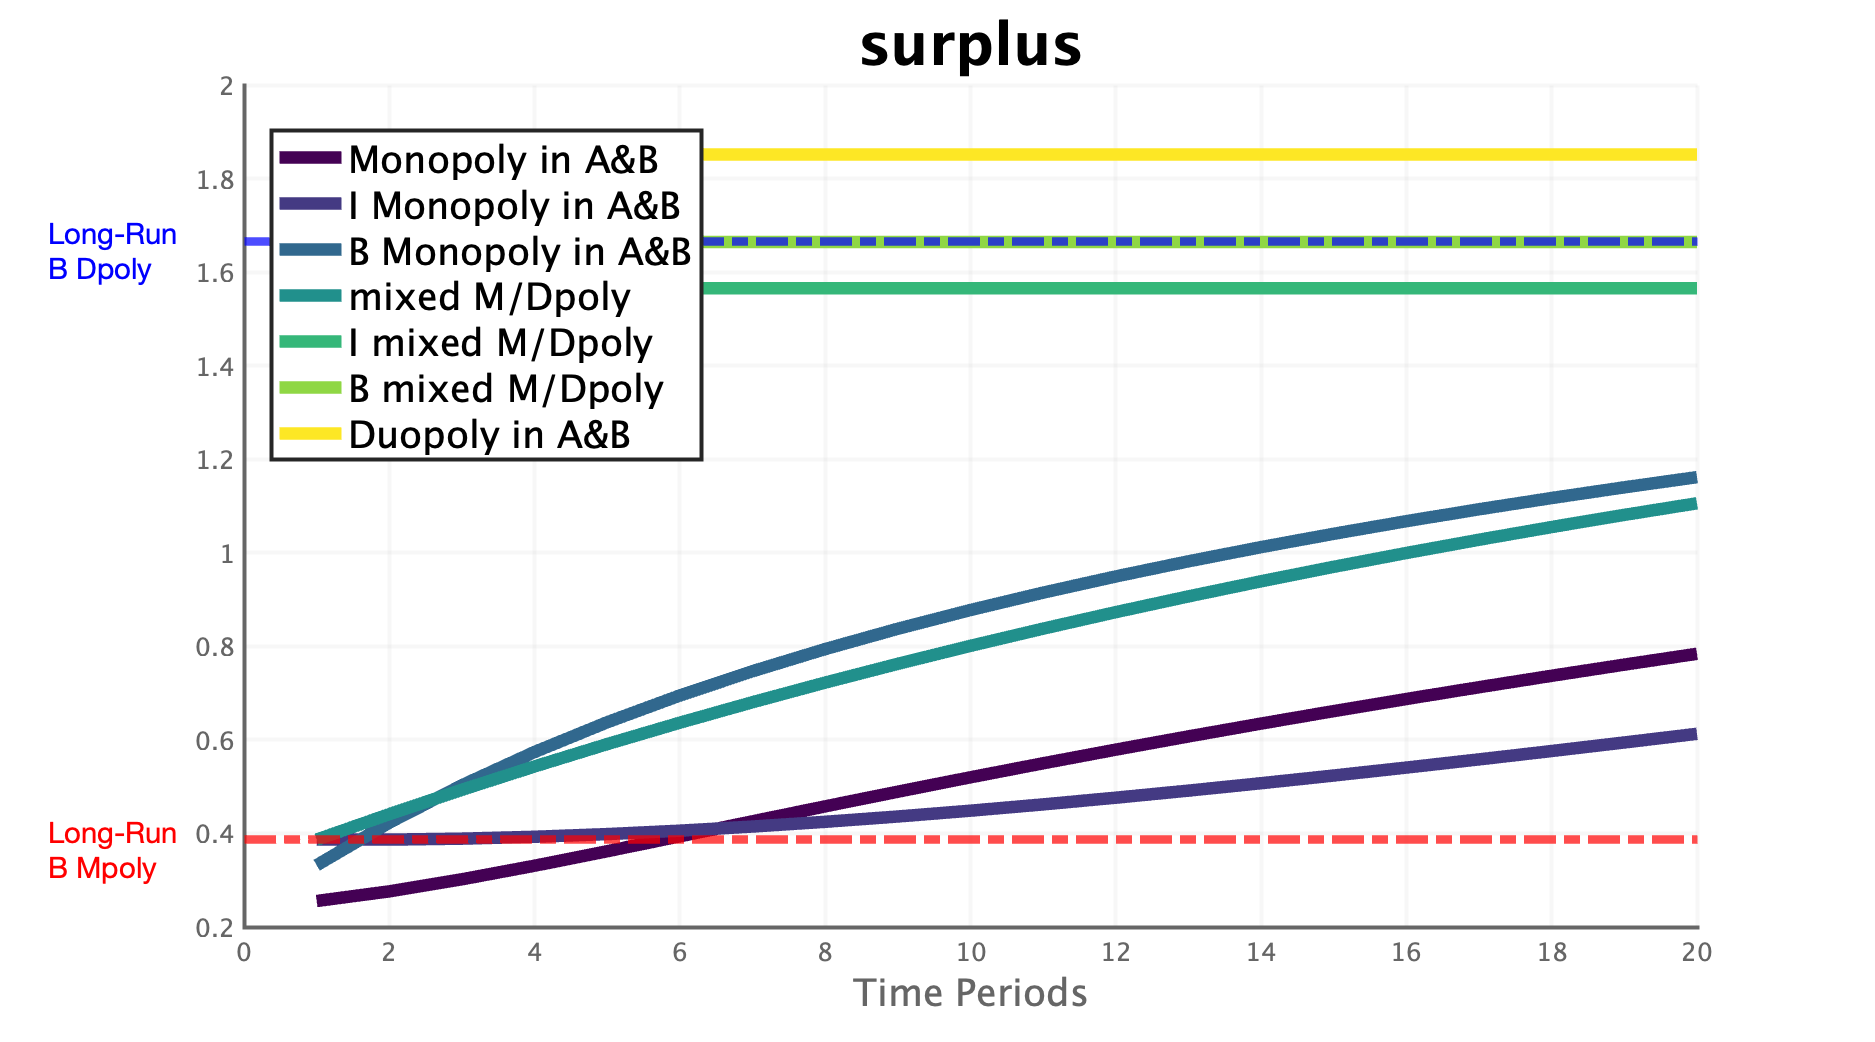 surplus
2
1.8
1.6
1.4
1.2
1
0.8
0.6
0.4
0.2
Long-Run
B Dpoly
Long-Run
B Mpoly
Monopoly in A&B
I Monopoly in A&B
B Monopoly in A&B
mixed M/Dpoly
I mixed M/Dpoly
B mixed M/Dpoly
Duopoly in A&B
0 2 4 6 8 10 12 14 16 18 20
Time Periods